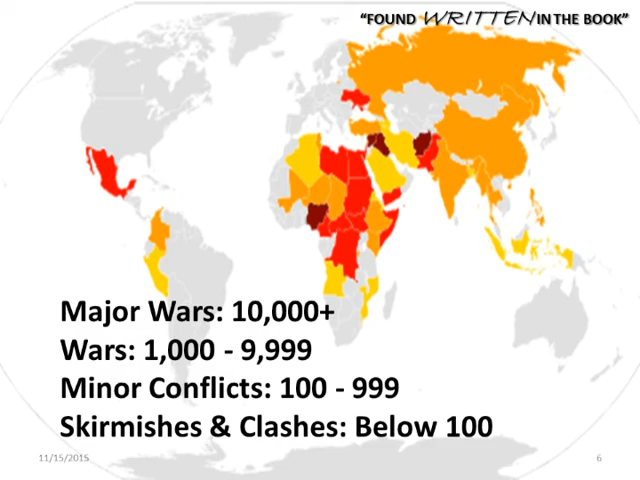 “FOUND WRITTEN IN THE BOOK”
Major Wars: 10,000+
Wars: 1,000 - 9,999
Minor Conflicts: 100 - 999
Skirmishes & Clashes: Below 100
11/15/2015
6